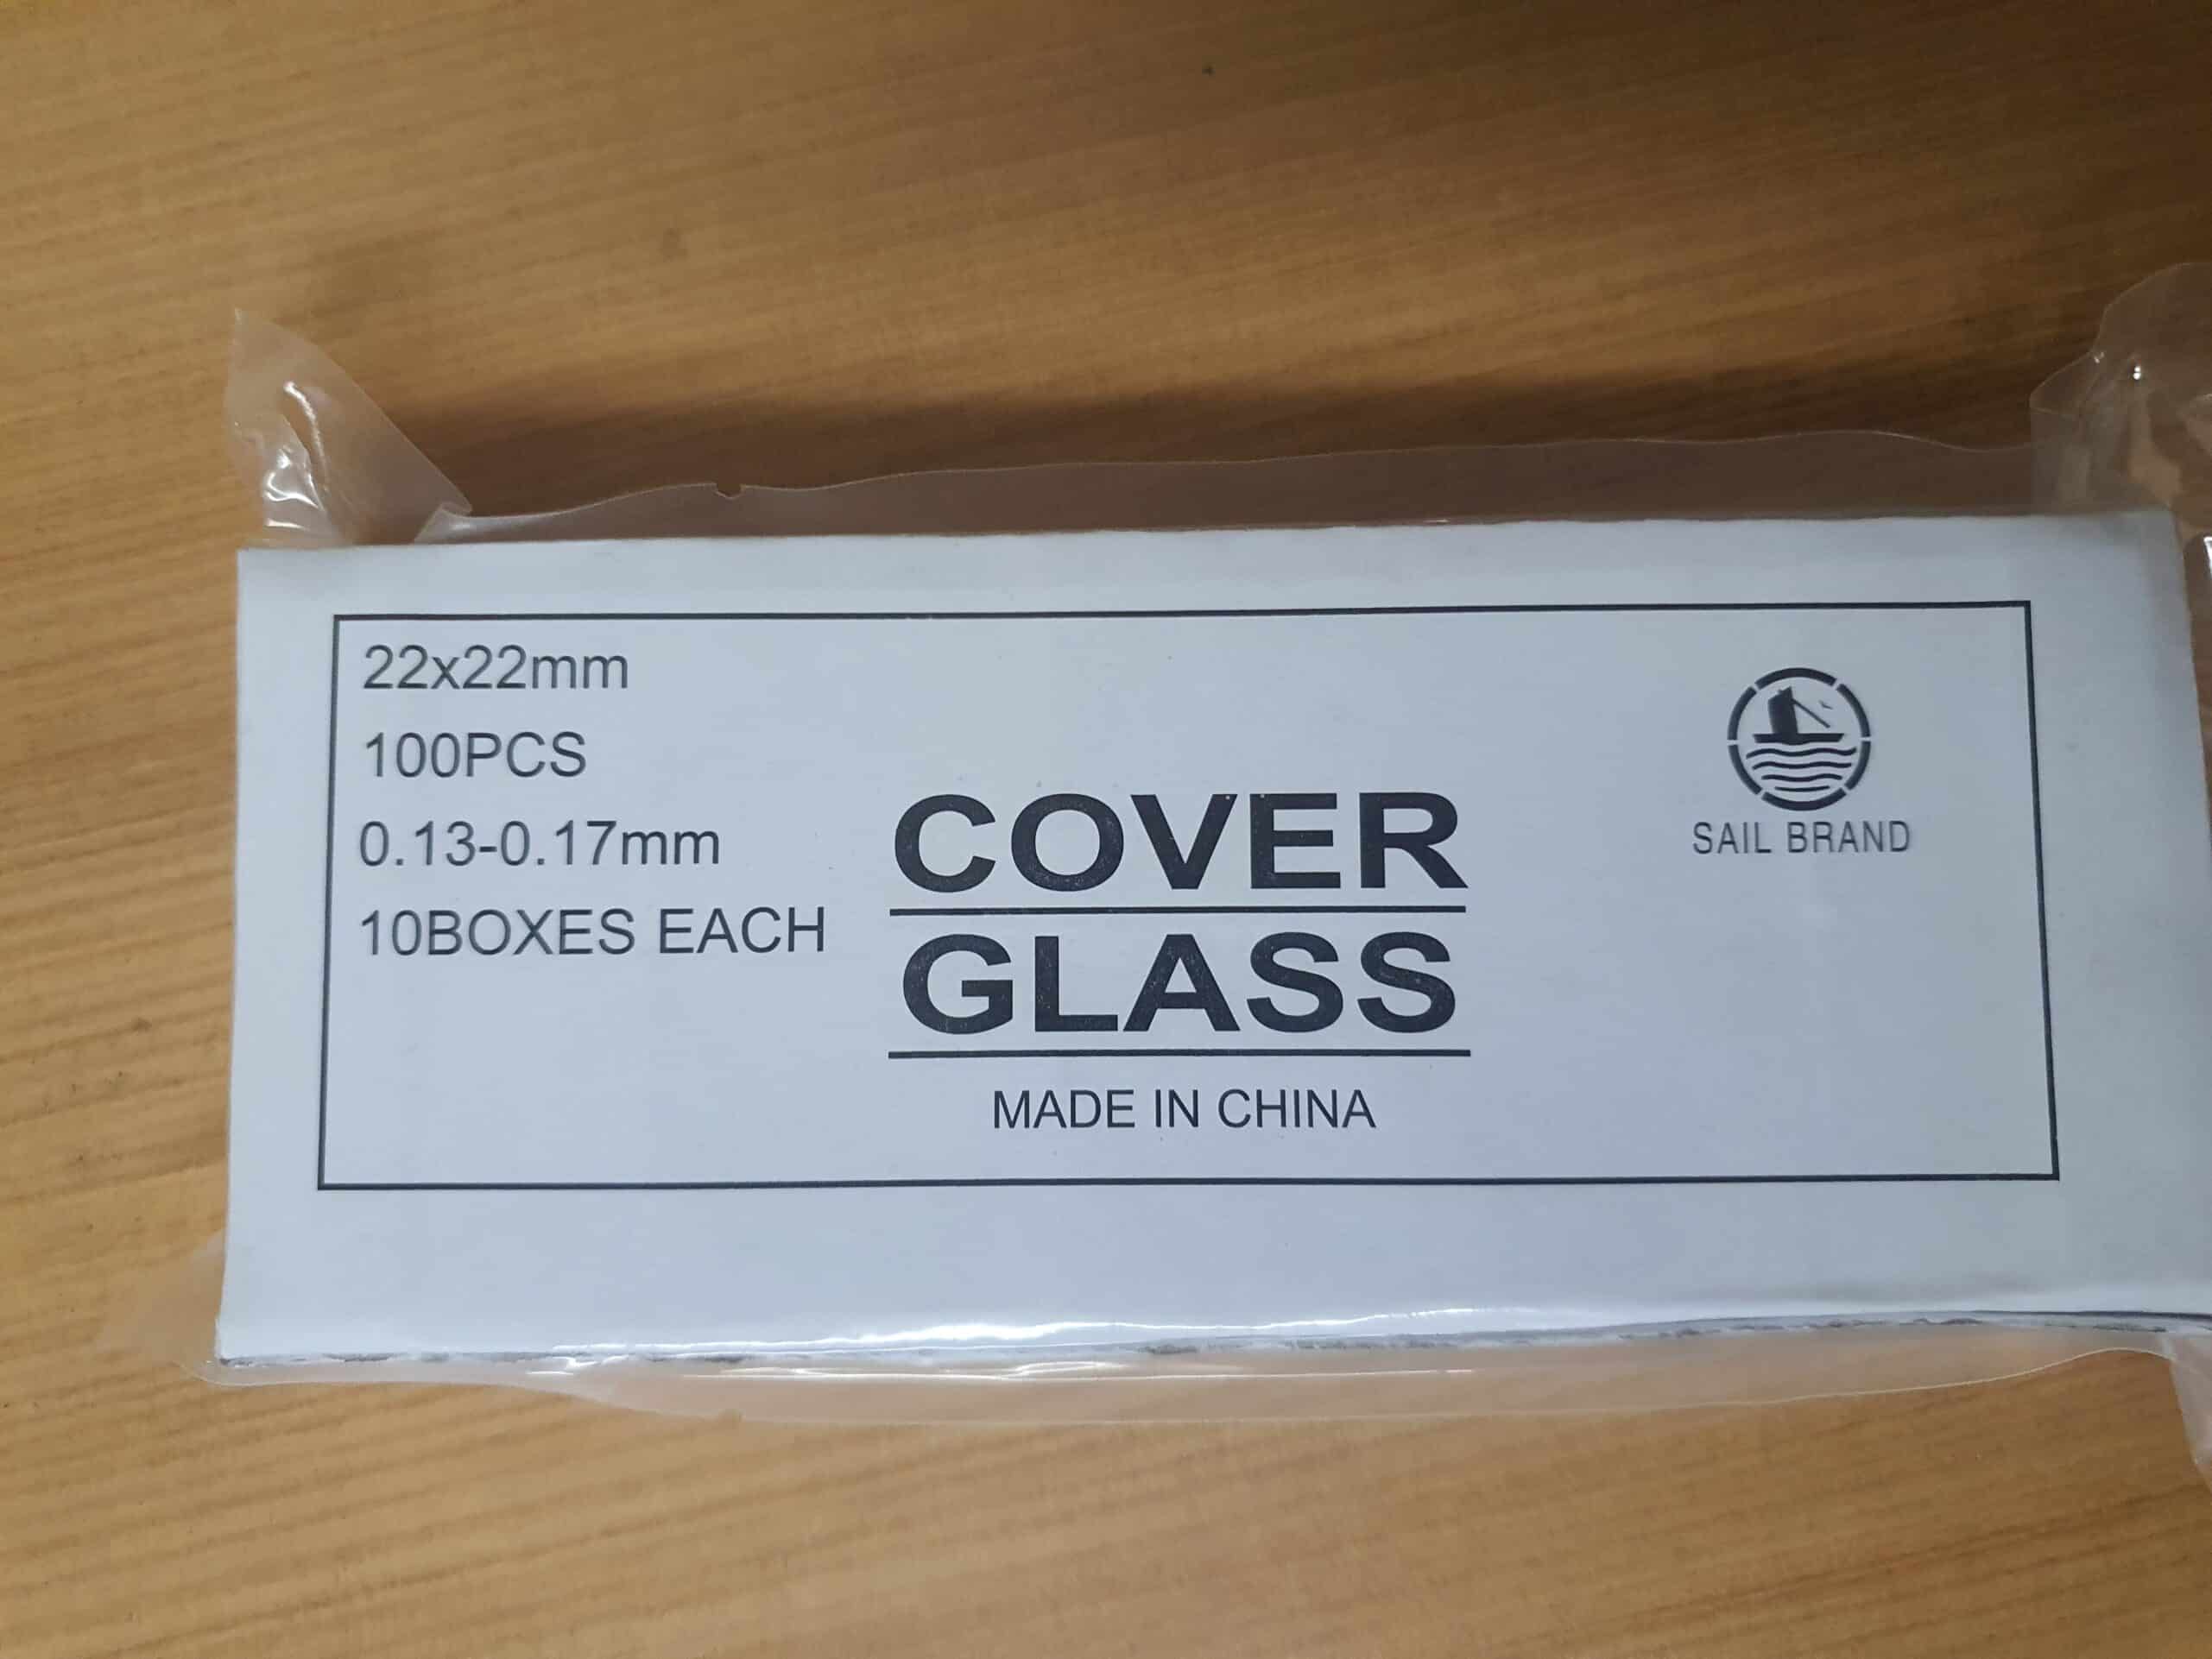 22x22mm
100PCS
0.13-0.17mm
10BOXES EACH
COVER
GLASS
MADE IN CHINA
SAIL BRAND